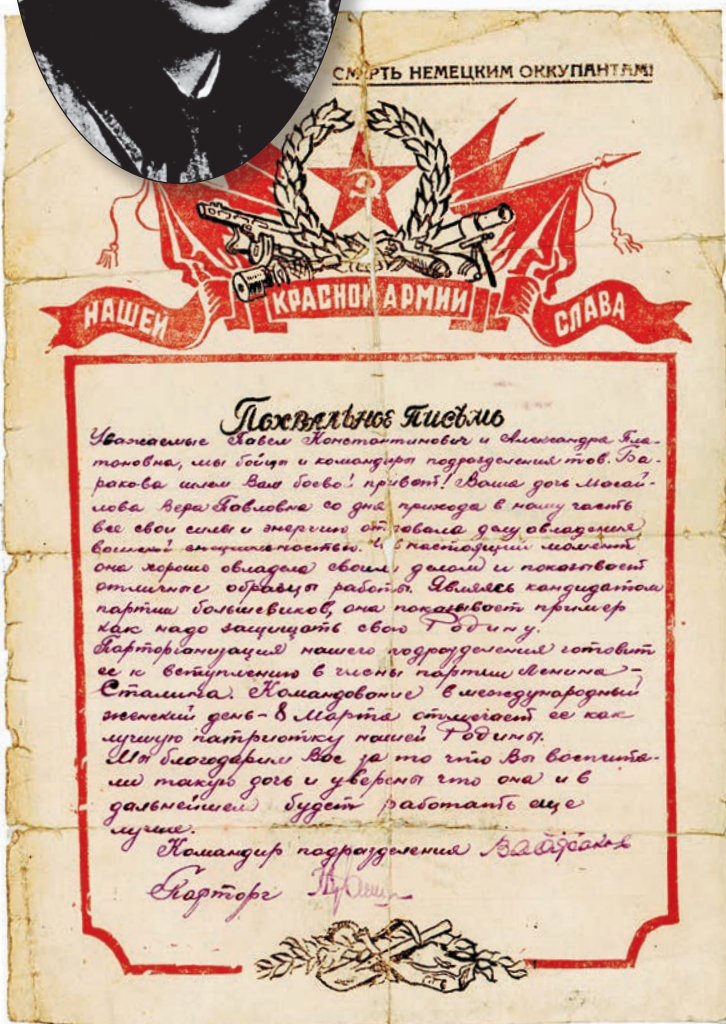 СМЕРТЬ НЕМЕЦКИМ ОККУПАНТАМ!
НАШЕЙ КРАСНОЙ АРМИИ СЛАВА
Похвальное письмо
Уважаемые Павел Константинович и Александра Пла-
тоновна, мы бойцы и командиры подразделения тов. Ба-
ракова шлем Вам боевой привет! Ваша дочь
Вера Павловна со дня прихода в нашу часть
все свои силы и энергию отдавала делу овладения
военной специальностью. И в настоящий момент
она хорошо овладела своим делом и показывает
отличные образцы работы. Являясь кандидатом
партии большевиков, она показывает пример
как надо защищать свою Родину.
Парторганизация нашего подразделения готовит
ее к вступлению в члены партии Ленина-
Сталина. Командование в международный
женский день - 8 Марта отмечает ее как
лучшую патриотку нашей Родины.
Мы благодарим Вас за то что Вы воспита-
ли такую дочь и уверены что она и в
дальнейшем будет работать еще
лучше.
Командир подразделения
Парторг